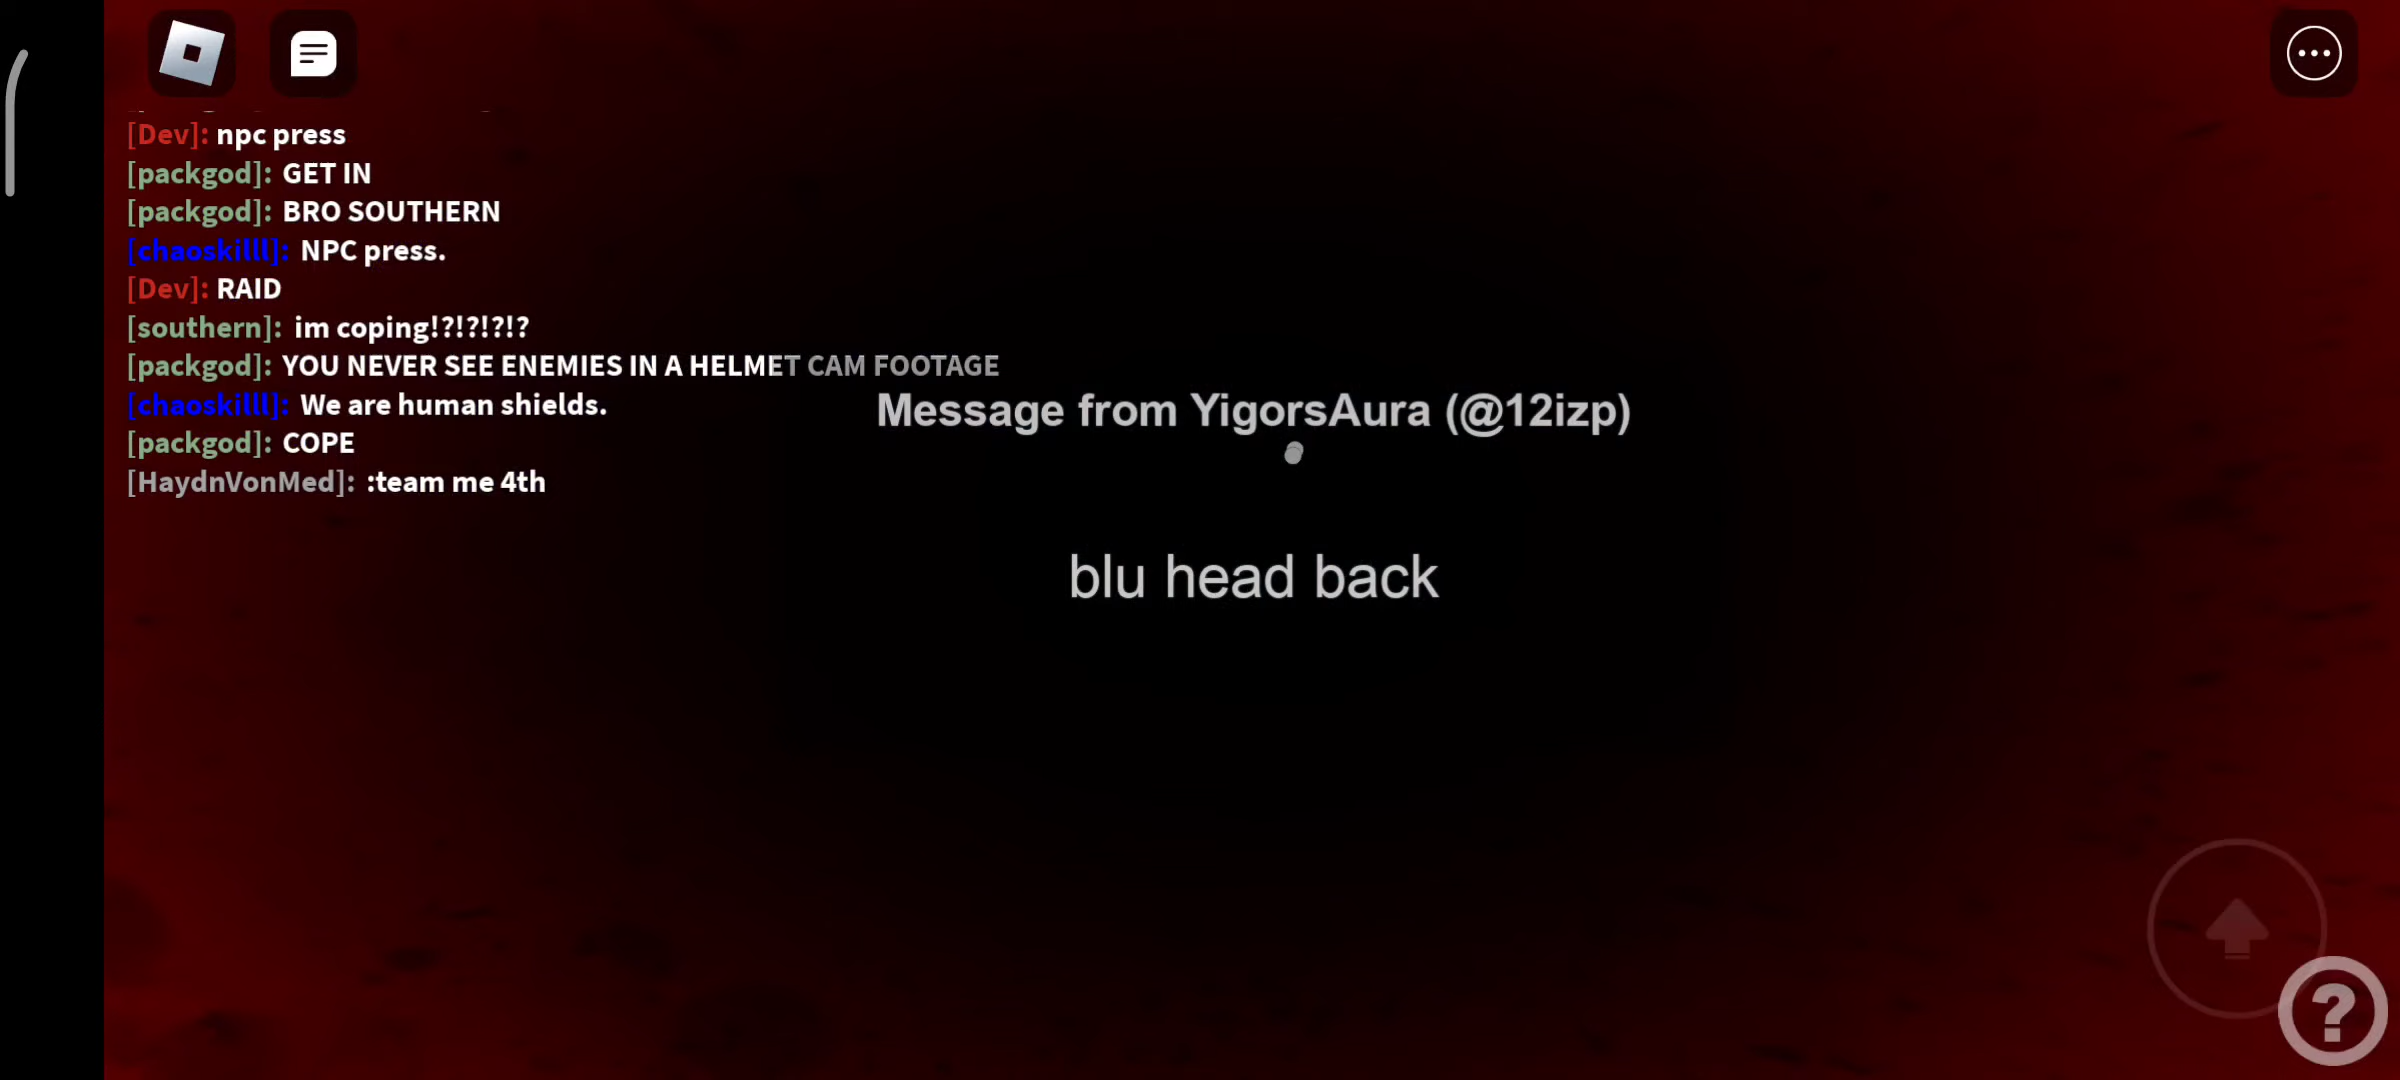 [Dev]: npc press
[packgod]: GET IN
[packgod]: BRO SOUTHERN
[chaoskilll]: NPC press.
[Dev]: RAID
[southern]: im coping!?!?!?!?
[packgod]: YOU NEVER SEE ENEMIES IN A HELMET CAM FOOTAGE
[chaoskilll]: We are human shields.
[packgod]: COPE
[HaydnVonMed]: :team me 4th
Message from YigorsAura (@12izp)
blu head back
?